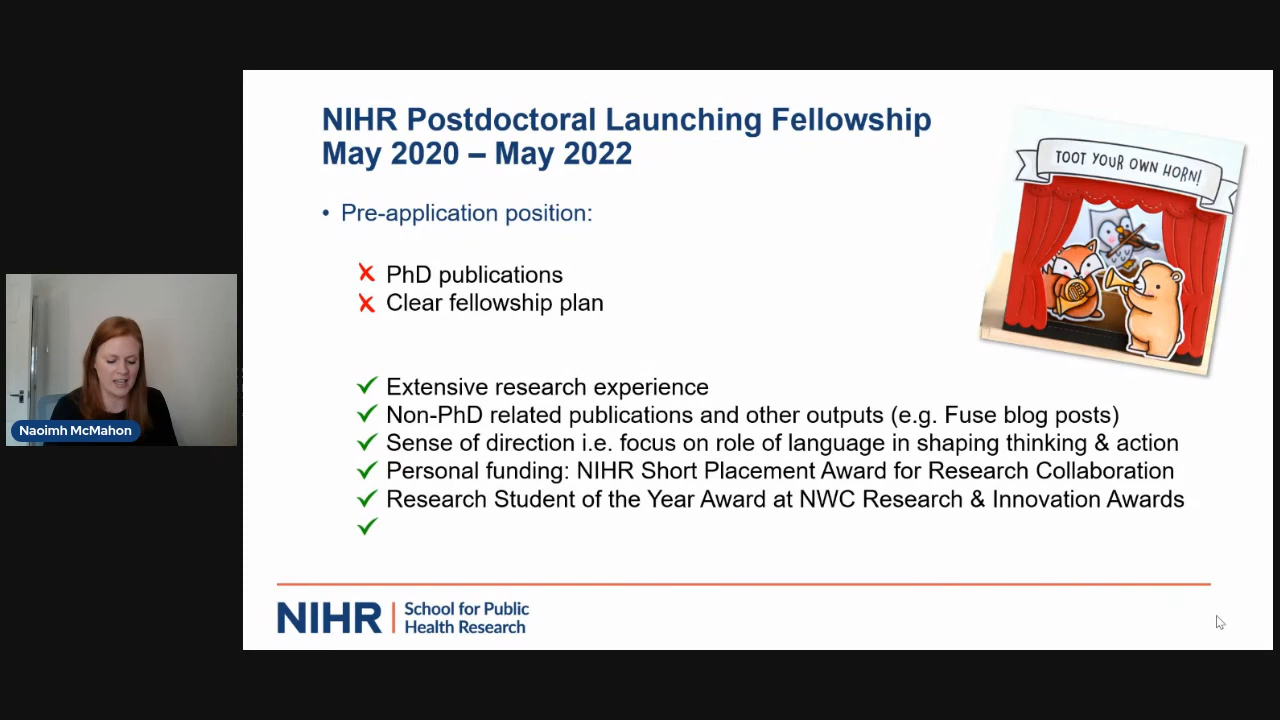 NIHR Postdoctoral Launching Fellowship
May 2020 – May 2022
TOOT YOUR OWN HORN!
• Pre-application position:
✗ PhD publications
✗ Clear fellowship plan
✓ Extensive research experience
✓ Non-PhD related publications and other outputs (e.g. Fuse blog posts)
✓ Sense of direction i.e. focus on role of language in shaping thinking & action
✓ Personal funding: NIHR Short Placement Award for Research Collaboration
✓ Research Student of the Year Award at NWC Research & Innovation Awards
✓
Naoimh McMahon
NIHR | School for Public
Health Research